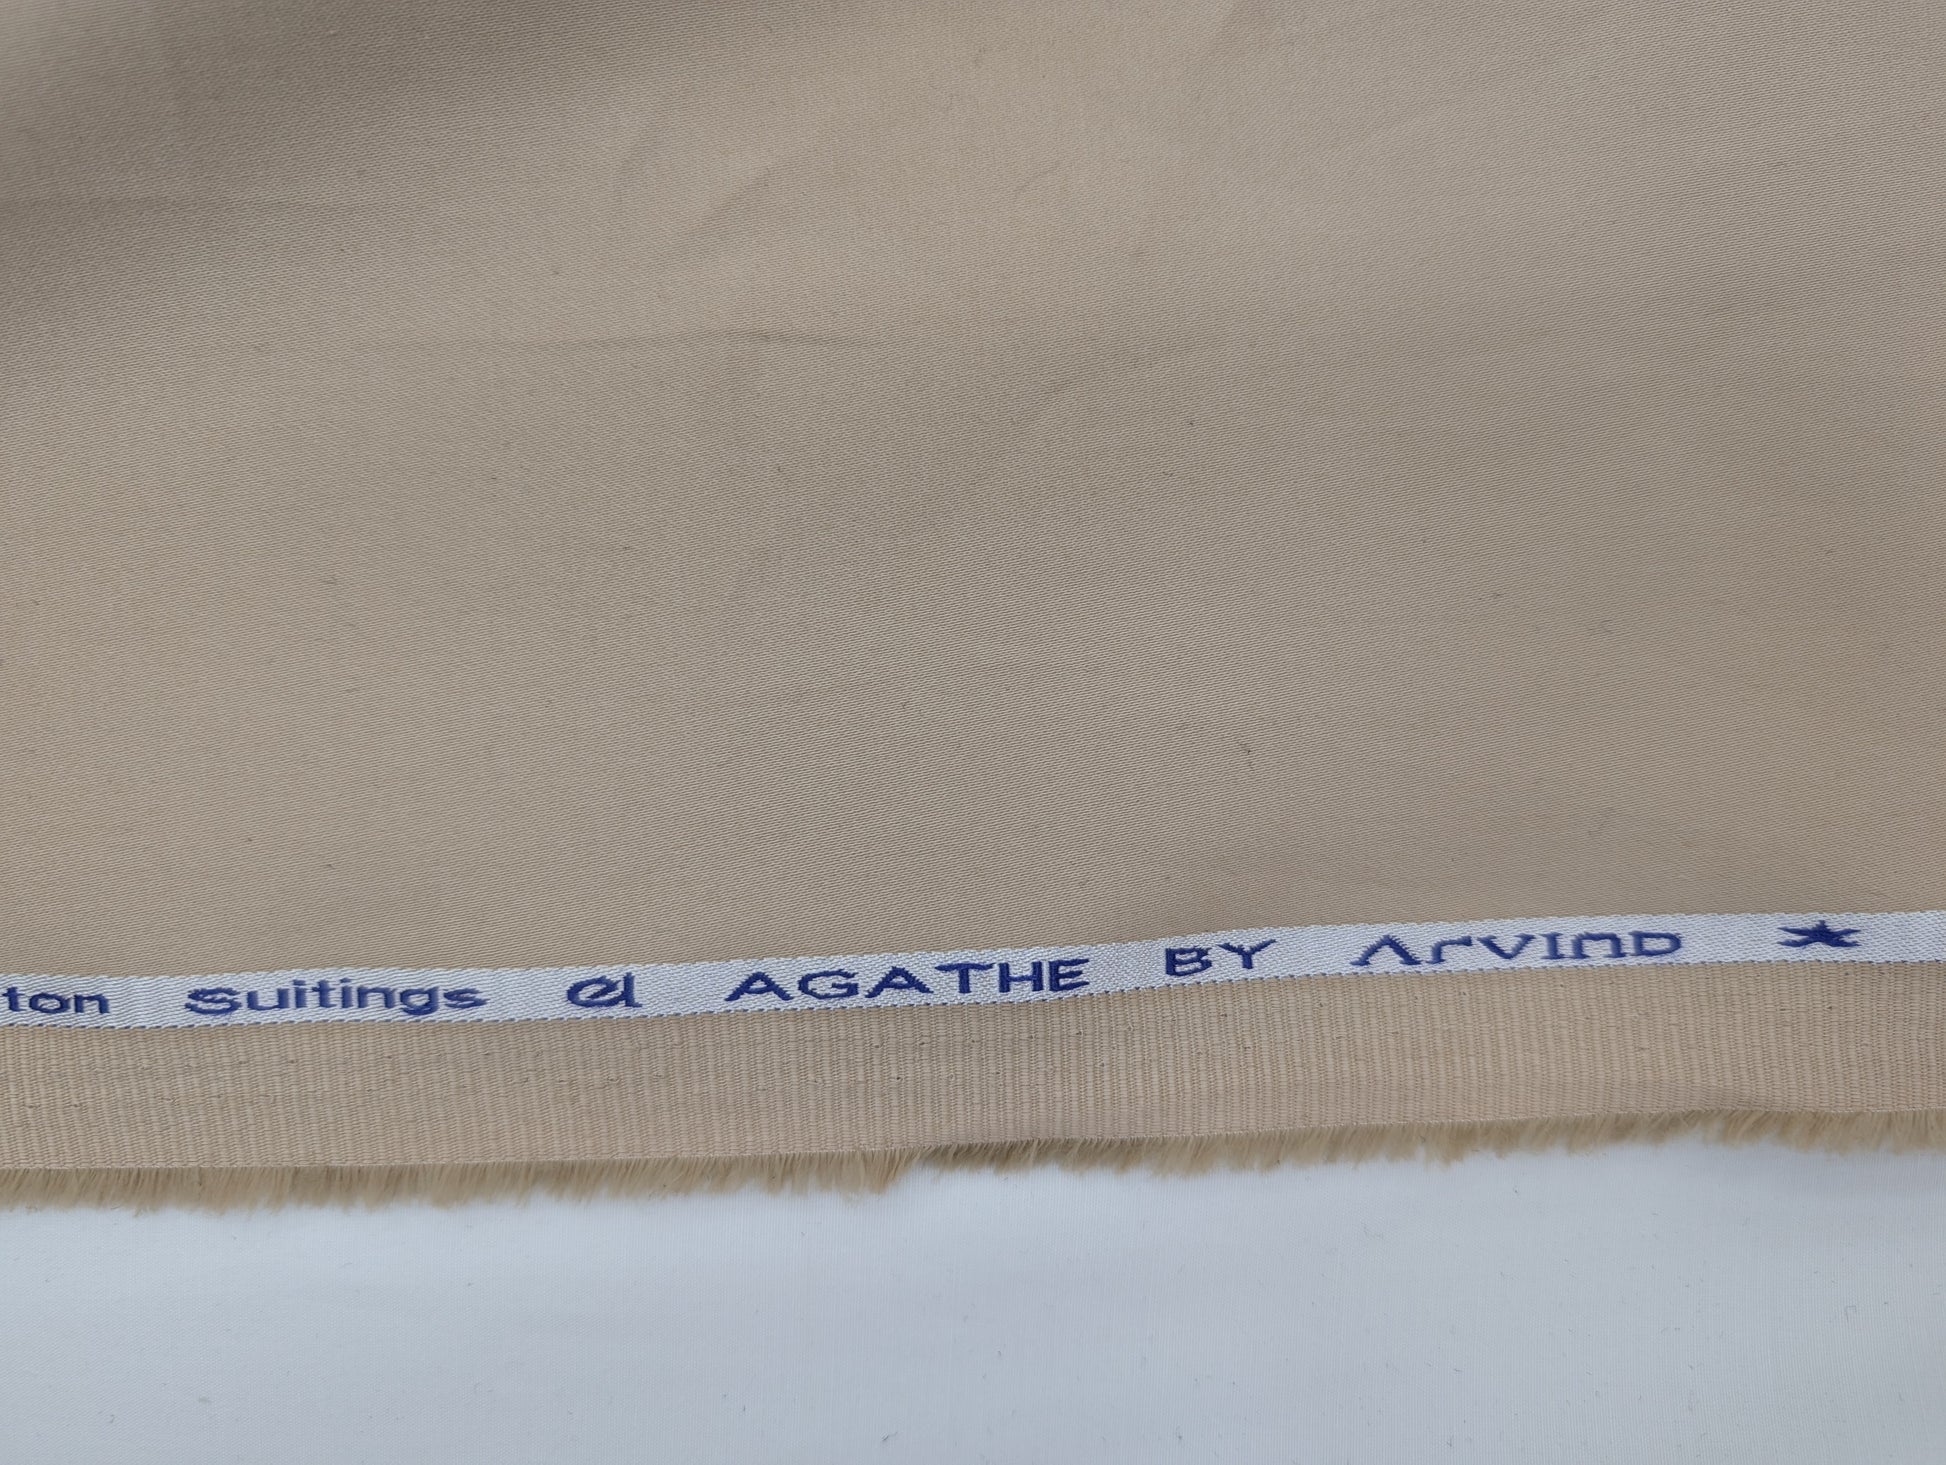 ton Suitings a AGATHE BY ArvinD ★